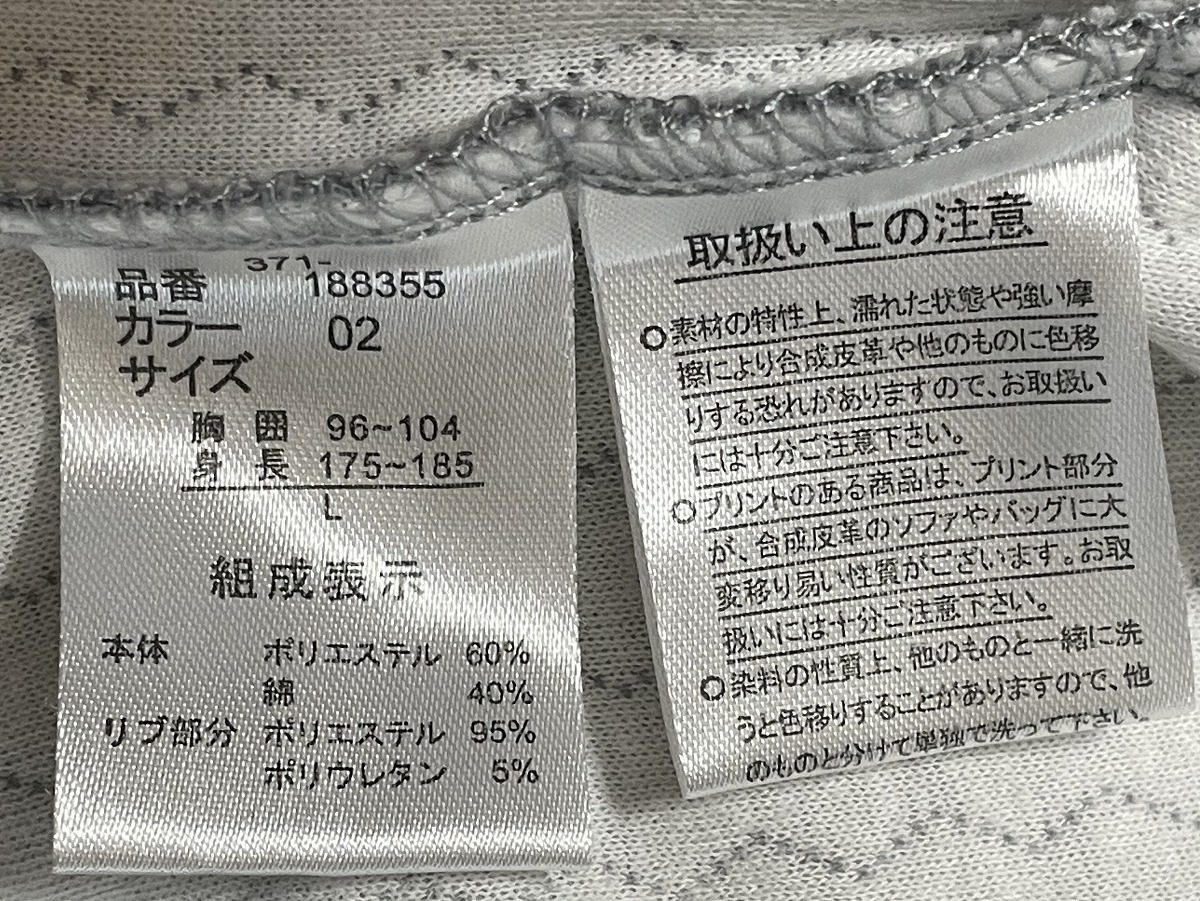 371-
品番 188355
カラー 02
サイズ
胸囲 96~104
身長 175~185
L
組成表示
本体 ポリエステル 60%
綿 40%
リブ部分 ポリエステル 95%
ポリウレタン 5%
取扱い上の注意
○素材の特性上、濡れた状態や強い摩
擦により合成皮革や他のものに色移
りする恐れがありますので、お取扱い
には十分ご注意下さい。
○プリントのある商品は、プリント部分
が、合成皮革のソファやバッグに大
変移り易い性質がございます。お取
扱いには十分ご注意下さい。
○染料の性質上、他のものと一緒に洗
うと色移りすることがありますので、他
のものと分けて単独で洗って下さい。